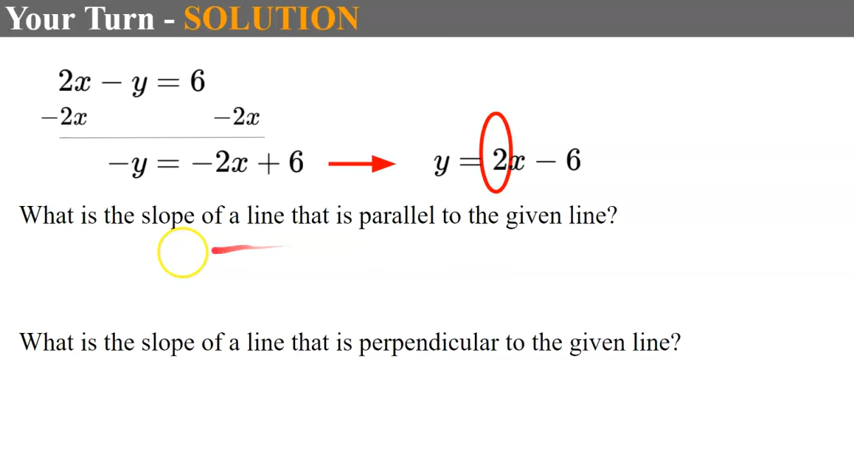 Your Turn - SOLUTION
2x − y = 6
−2x −2x
−y = −2x + 6 y = 2x − 6
What is the slope of a line that is parallel to the given line?
What is the slope of a line that is perpendicular to the given line?